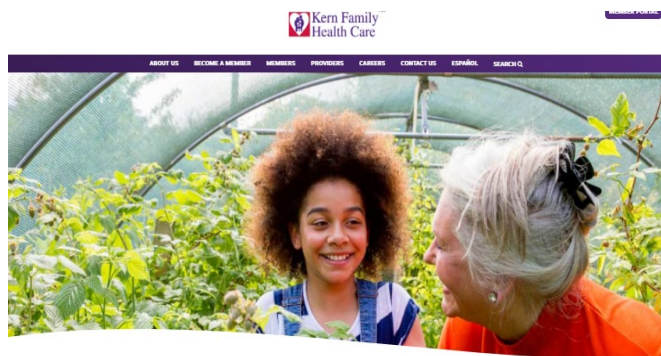 Kern Family
Health Care
MEMBER PORTAL
ABOUT US BECOME A MEMBER MEMBERS PROVIDERS CAREERS CONTACT US ESPAÑOL SEARCH